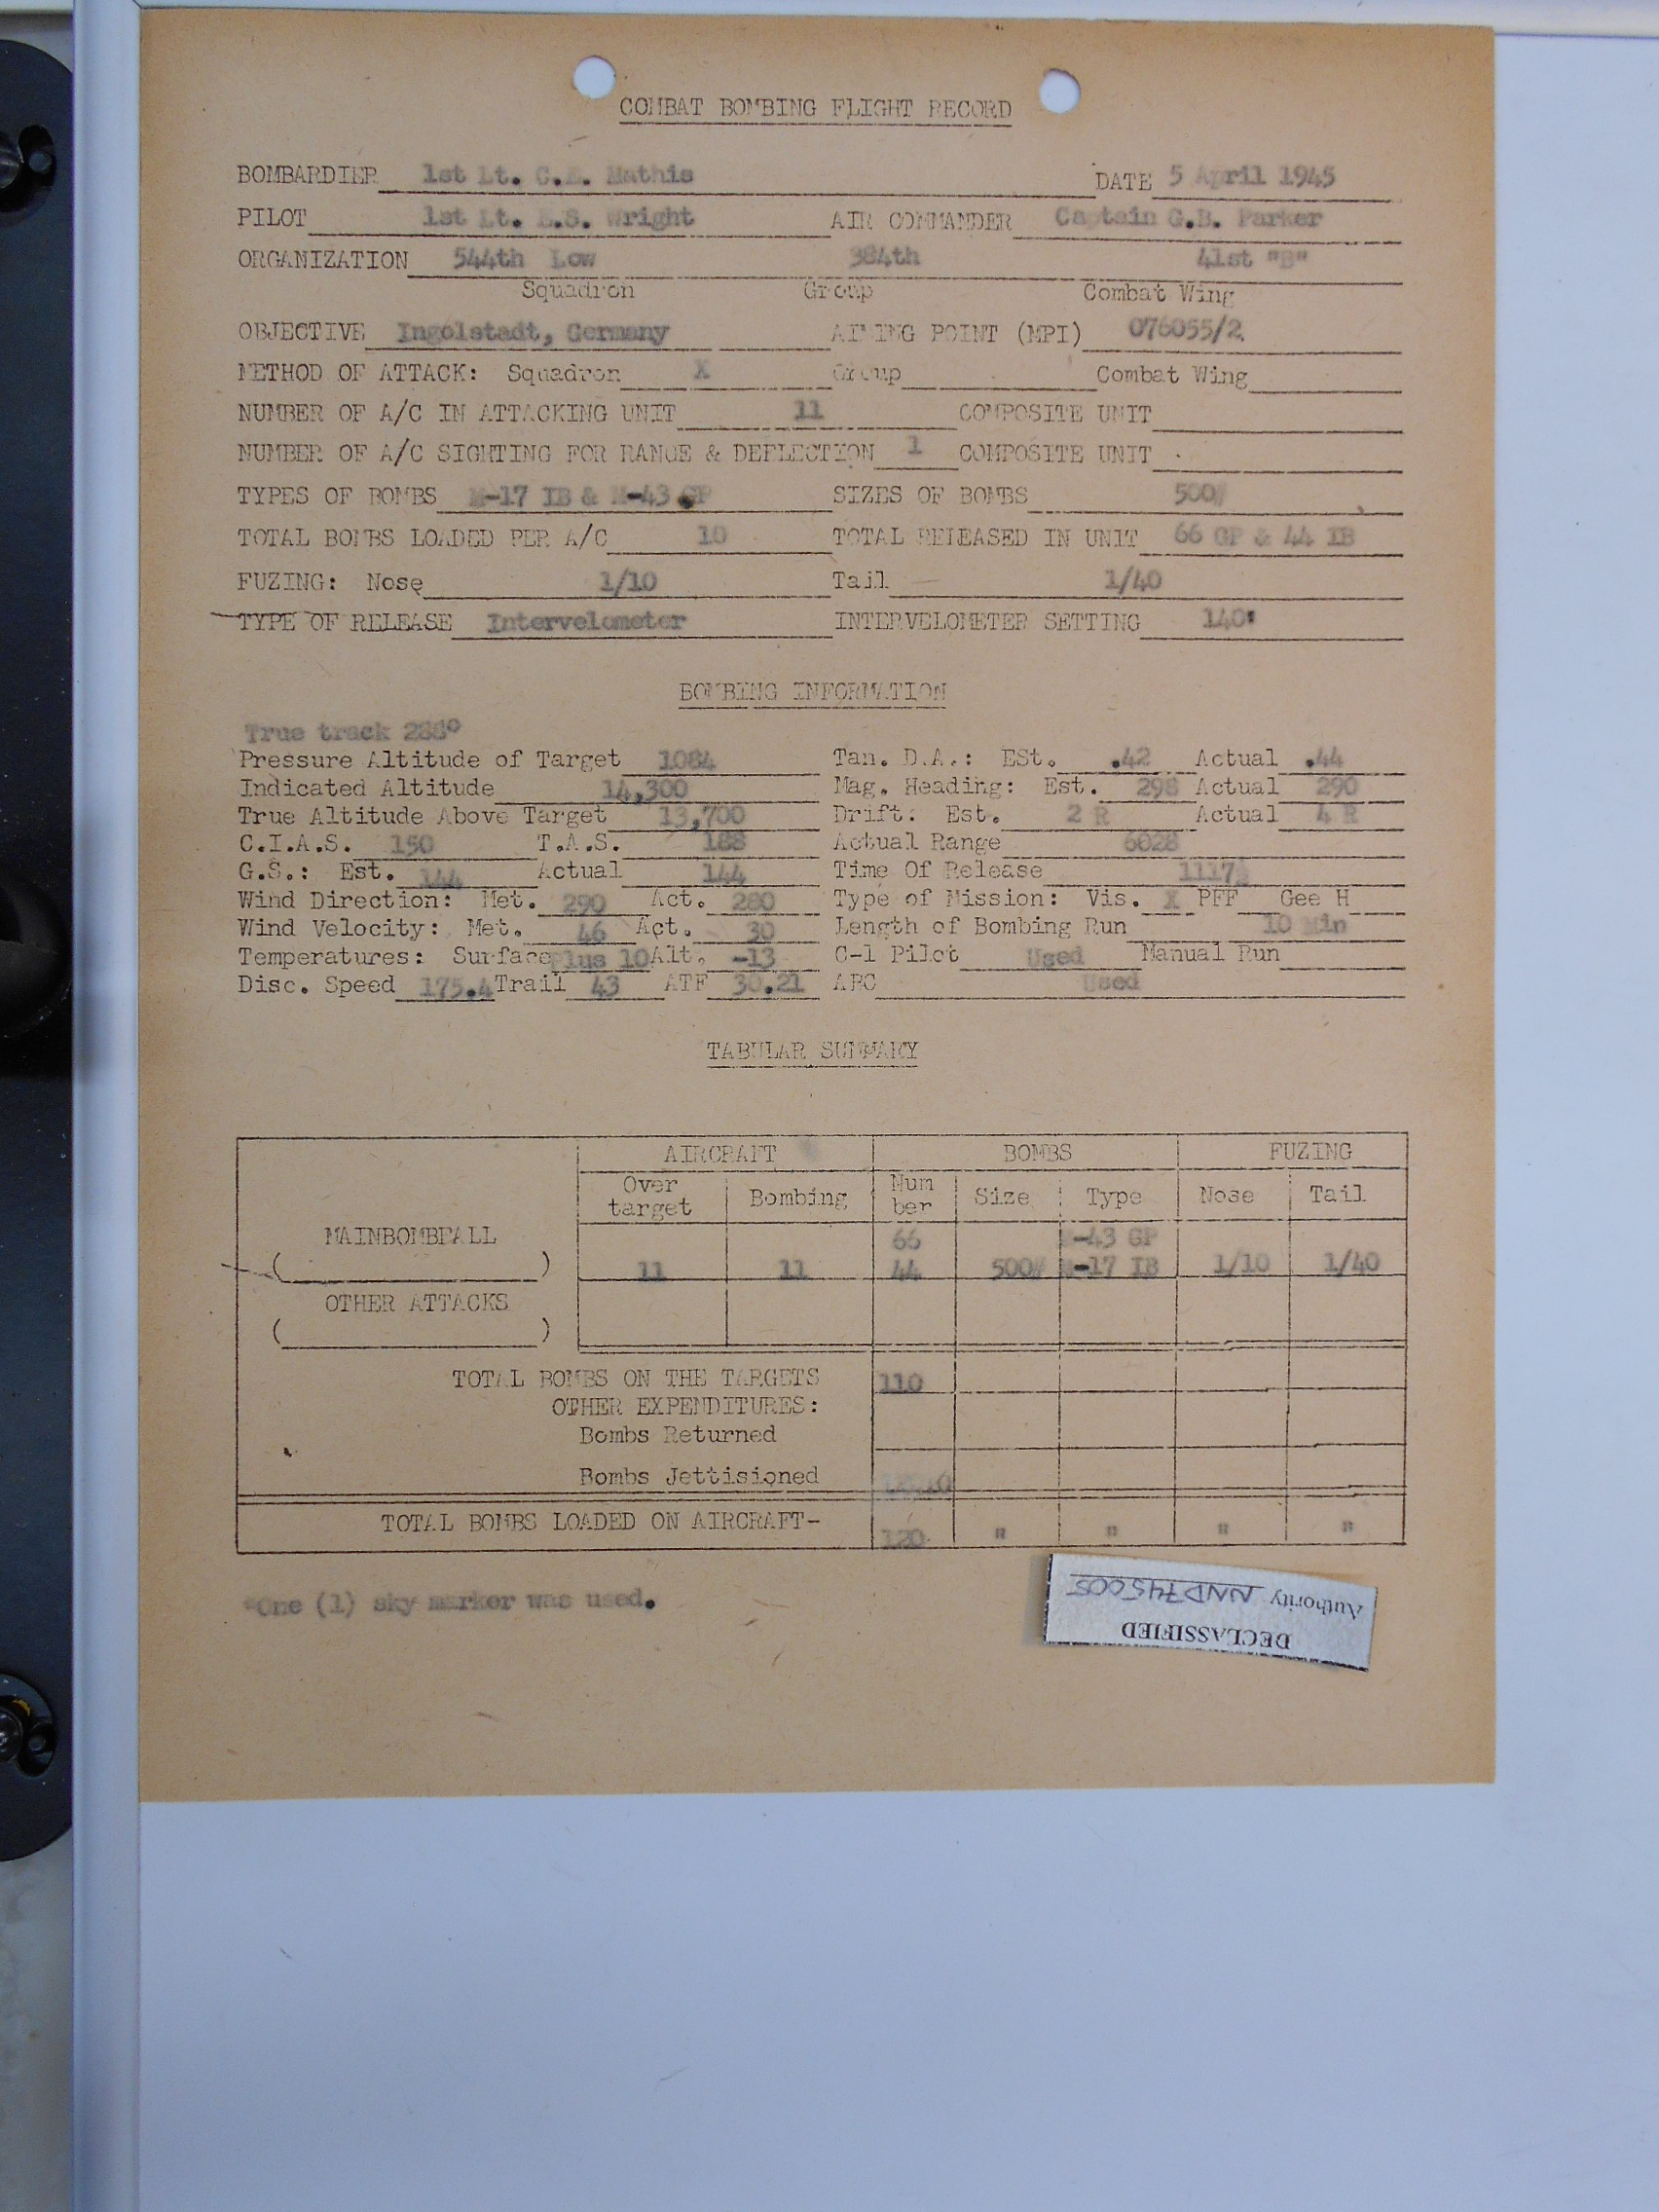 COMBAT BOMBING FLIGHT RECORD
BOMBARDIER 1st Lt. C.E. Mathis DATE 5 April 1945
PILOT 1st Lt. E.S. Wright AIR COMMANDER Captain G.B. Parker
ORGANIZATION 544th Low 384th 41st "B"
Squadron Group Combat Wing
OBJECTIVE Ingolstadt, Germany AIMING POINT (MPI) 076055/2
METHOD OF ATTACK: Squadron X Group Combat Wing
NUMBER OF A/C IN ATTACKING UNIT 11 COMPOSITE UNIT
NUMBER OF A/C SIGHTING FOR RANGE & DEFLECTION 1 COMPOSITE UNIT
TYPES OF BOMBS M-17 IB & M-43 GP SIZES OF BOMBS 500#
TOTAL BOMBS LOADED PER A/C 10 TOTAL RELEASED IN UNIT 66 GP & 44 IB
FUZING: Nose 1/10 Tail 1/40
TYPE OF RELEASE Intervelometer INTERVELOMETER SETTING 140'
BOMBING INFORMATION
True track 286°
Pressure Altitude of Target 1084 Tan. D.A.: ESt. .42 Actual .44
Indicated Altitude 14,300 Mag. Heading: Est. 298 Actual 290
True Altitude Above Target 13,700 Drift: Est. 2 R Actual 4 R
C.I.A.S. 150 T.A.S. 188 Actual Range 6028
G.S.: Est. 144 Actual 144 Time Of Release 1117½
Wind Direction: Met. 290 Act. 280 Type of Mission: Vis. X PFF Gee H
Wind Velocity: Met. 46 Act. 30 Length of Bombing Run 10 Min
Temperatures: Surface Plus 10 Alt. -13 C-1 Pilot Used Manual Run
Disc. Speed 175.4 Trail 43 ATF 30.21 ABC Used
TABULAR SUMMARY
AIRCRAFT BOMBS FUZING
Over target Bombing Num ber Size Type Nose Tail
MAINBOMBFALL 66 M-43 GP
( ) 11 11 44 500# M-17 IB 1/10 1/40
OTHER ATTACKS
( )
TOTAL BOMBS ON THE TARGETS 110
OTHER EXPENDITURES:
Bombs Returned
Bombs Jettisioned
TOTAL BOMBS LOADED ON AIRCRAFT- 120 " " " "
*One (1) sky marker was used.
DECLASSIFIED
Authority NND745005